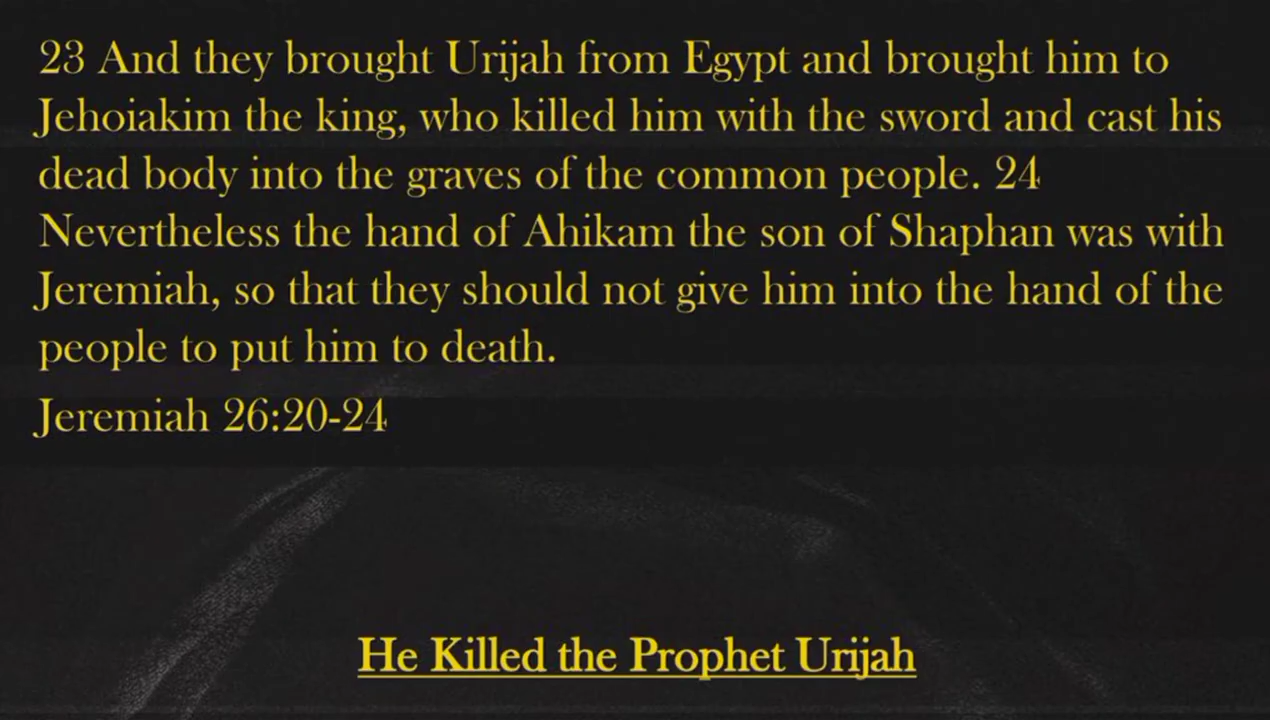 23 And they brought Urijah from Egypt and brought him to
Jehoiakim the king, who killed him with the sword and cast his
dead body into the graves of the common people. 24
Nevertheless the hand of Ahikam the son of Shaphan was with
Jeremiah, so that they should not give him into the hand of the
people to put him to death.
Jeremiah 26:20-24
He Killed the Prophet Urijah